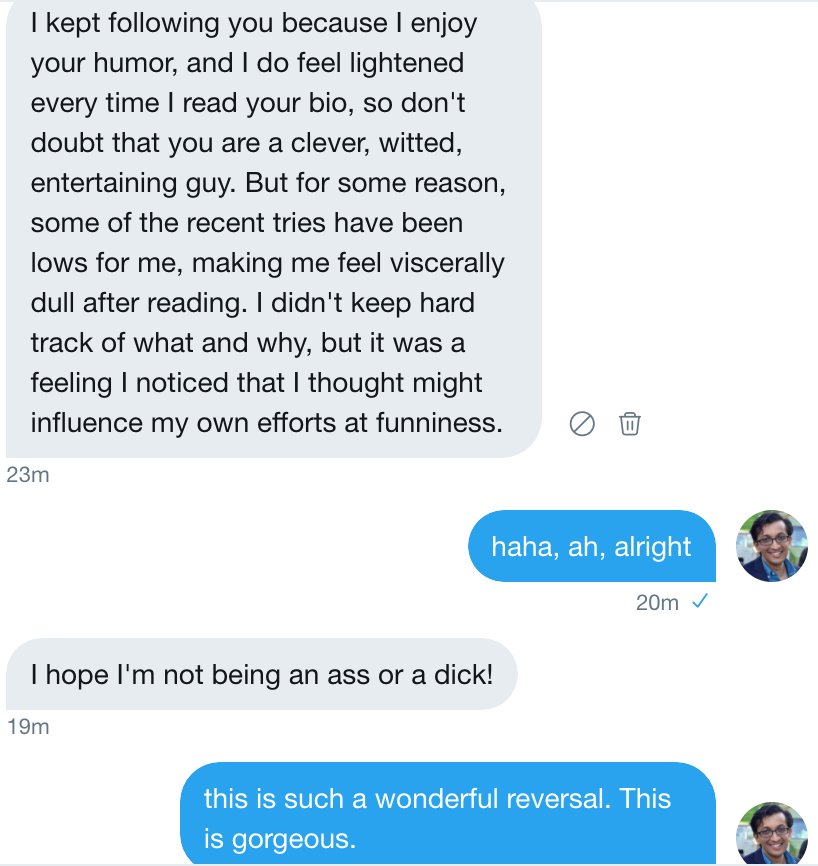 I kept following you because I enjoy
your humor, and I do feel lightened
every time I read your bio, so don't
doubt that you are a clever, witted,
entertaining guy. But for some reason,
some of the recent tries have been
lows for me, making me feel viscerally
dull after reading. I didn't keep hard
track of what and why, but it was a
feeling I noticed that I thought might
influence my own efforts at funniness.
23m
haha, ah, alright
20m
I hope I'm not being an ass or a dick!
19m
this is such a wonderful reversal. This
is gorgeous.